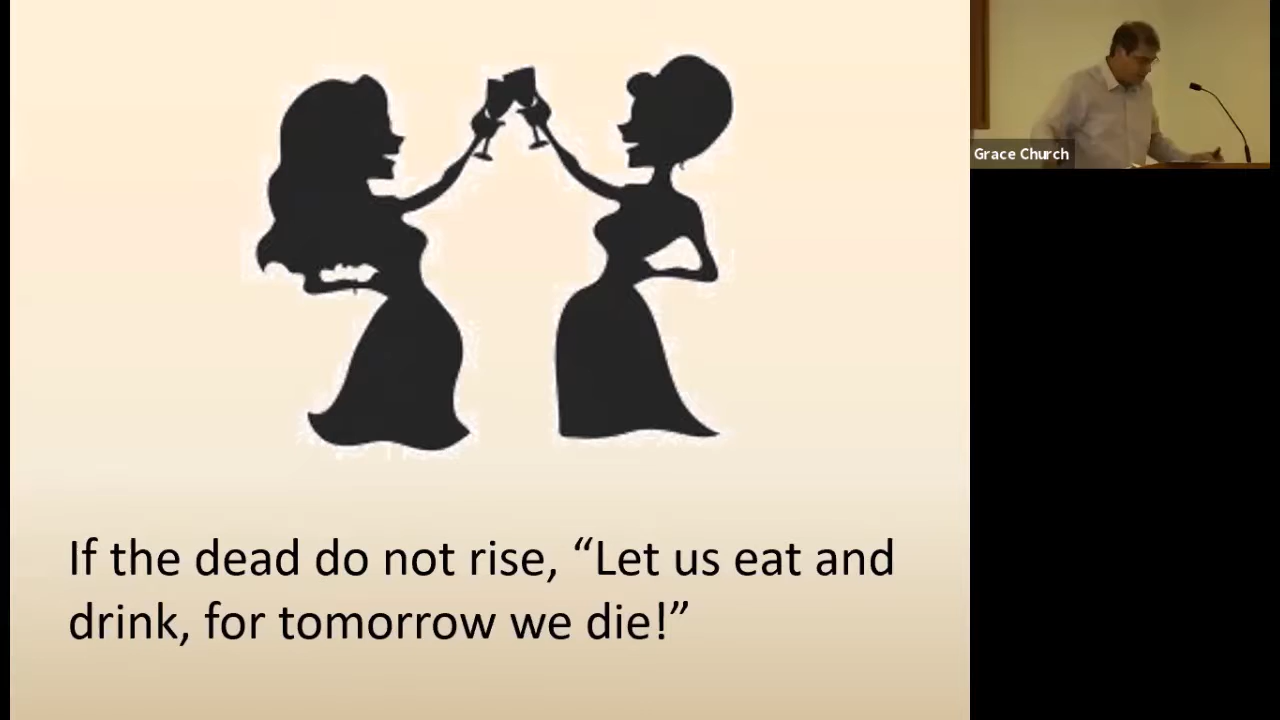 Grace Church
If the dead do not rise, “Let us eat and
drink, for tomorrow we die!”